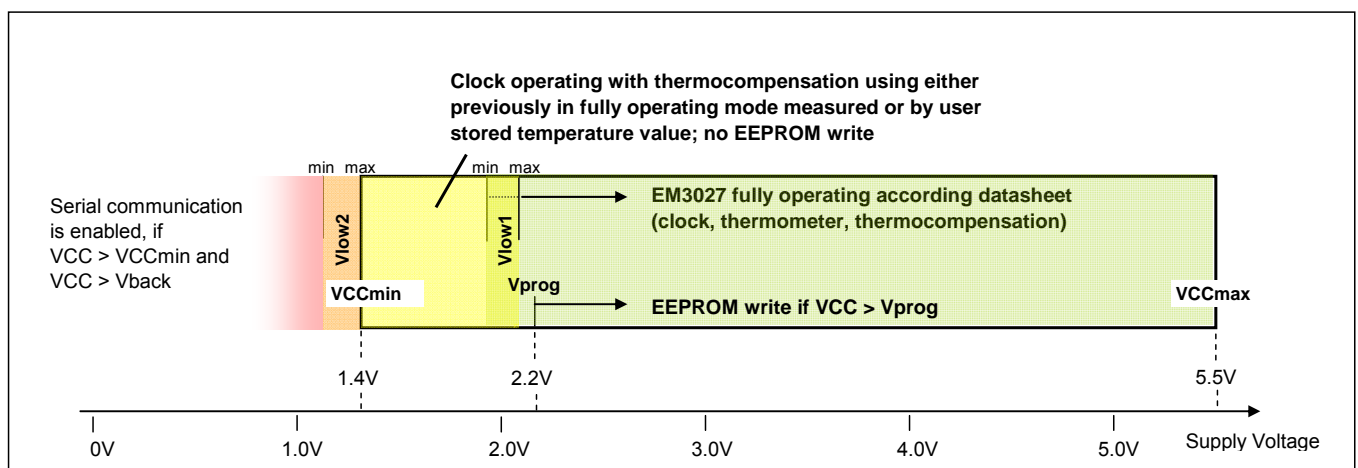 Clock operating with thermocompensation using either
previously in fully operating mode measured or by user
stored temperature value; no EEPROM write
min max
min max
Serial communication
is enabled, if
VCC > VCCmin and
VCC > Vback
Vlow2
Vlow1
EM3027 fully operating according datasheet
(clock, thermometer, thermocompensation)
VCCmin
Vprog
EEPROM write if VCC > Vprog
VCCmax
1.4V
2.2V
5.5V
0V
1.0V
2.0V
3.0V
4.0V
5.0V
Supply Voltage